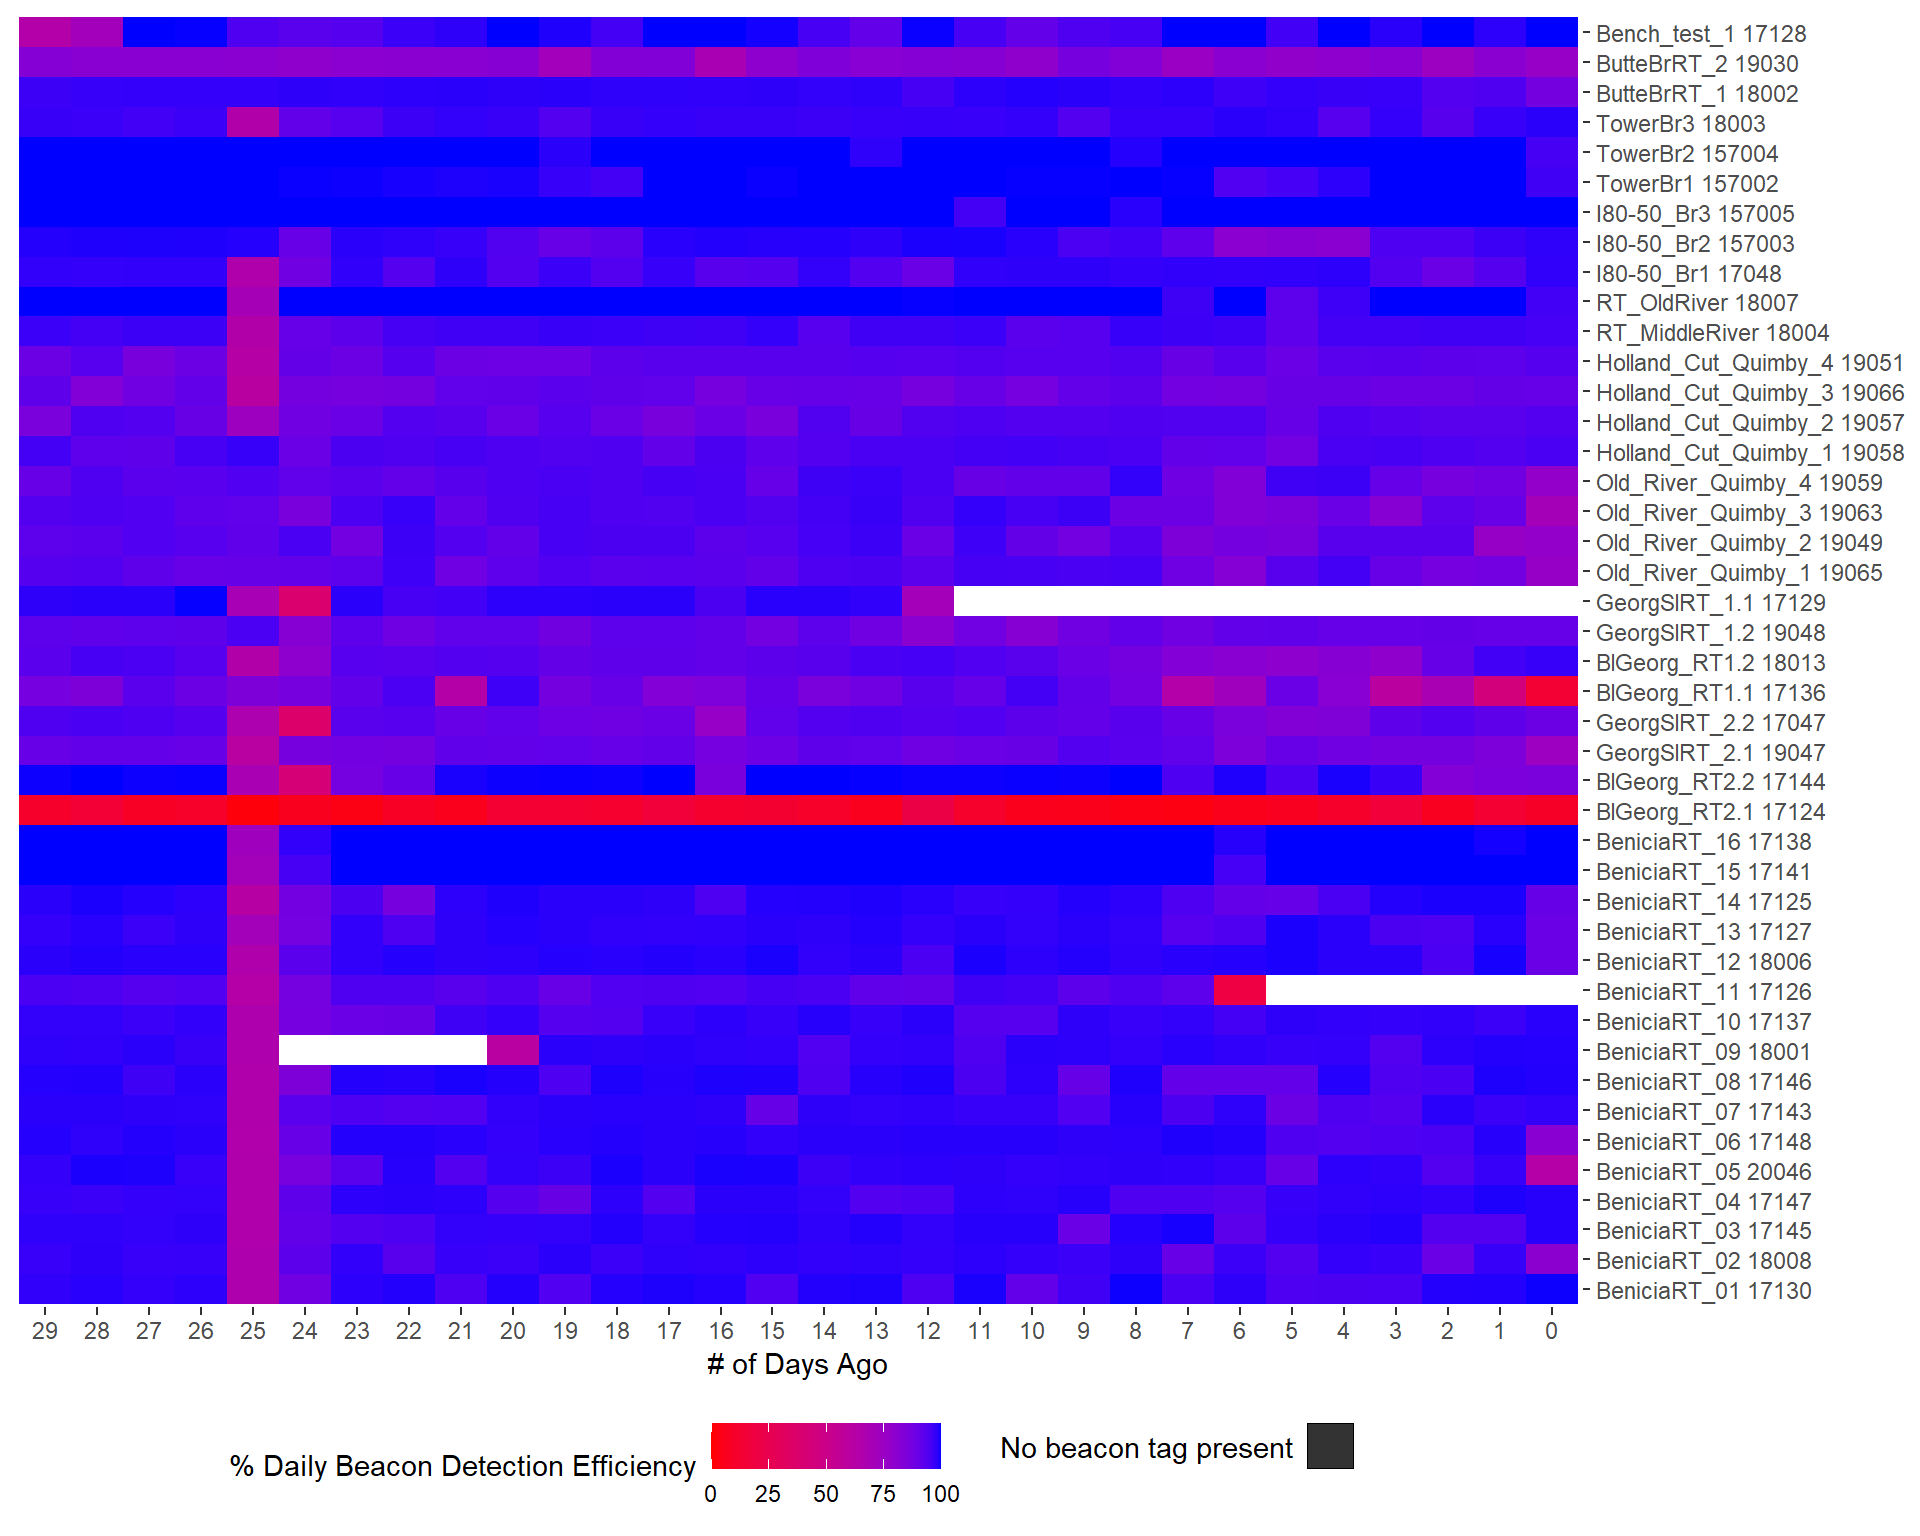 Bench_test_1 17128
ButteBrRT_2 19030
ButteBrRT_1 18002
TowerBr3 18003
TowerBr2 157004
TowerBr1 157002
I80-50_Br3 157005
I80-50_Br2 157003
I80-50_Br1 17048
RT_OldRiver 18007
RT_MiddleRiver 18004
Holland_Cut_Quimby_4 19051
Holland_Cut_Quimby_3 19066
Holland_Cut_Quimby_2 19057
Holland_Cut_Quimby_1 19058
Old_River_Quimby_4 19059
Old_River_Quimby_3 19063
Old_River_Quimby_2 19049
Old_River_Quimby_1 19065
GeorgSlRT_1.1 17129
GeorgSlRT_1.2 19048
BlGeorg_RT1.2 18013
BlGeorg_RT1.1 17136
GeorgSlRT_2.2 17047
GeorgSlRT_2.1 19047
BlGeorg_RT2.2 17144
BlGeorg_RT2.1 17124
BeniciaRT_16 17138
BeniciaRT_15 17141
BeniciaRT_14 17125
BeniciaRT_13 17127
BeniciaRT_12 18006
BeniciaRT_11 17126
BeniciaRT_10 17137
BeniciaRT_09 18001
BeniciaRT_08 17146
BeniciaRT_07 17143
BeniciaRT_06 17148
BeniciaRT_05 20046
BeniciaRT_04 17147
BeniciaRT_03 17145
BeniciaRT_02 18008
BeniciaRT_01 17130
29 28 27 26 25 24 23 22 21 20 19 18 17 16 15 14 13 12 11 10 9 8 7 6 5 4 3 2 1 0
# of Days Ago
% Daily Beacon Detection Efficiency
0 25 50 75 100
No beacon tag present